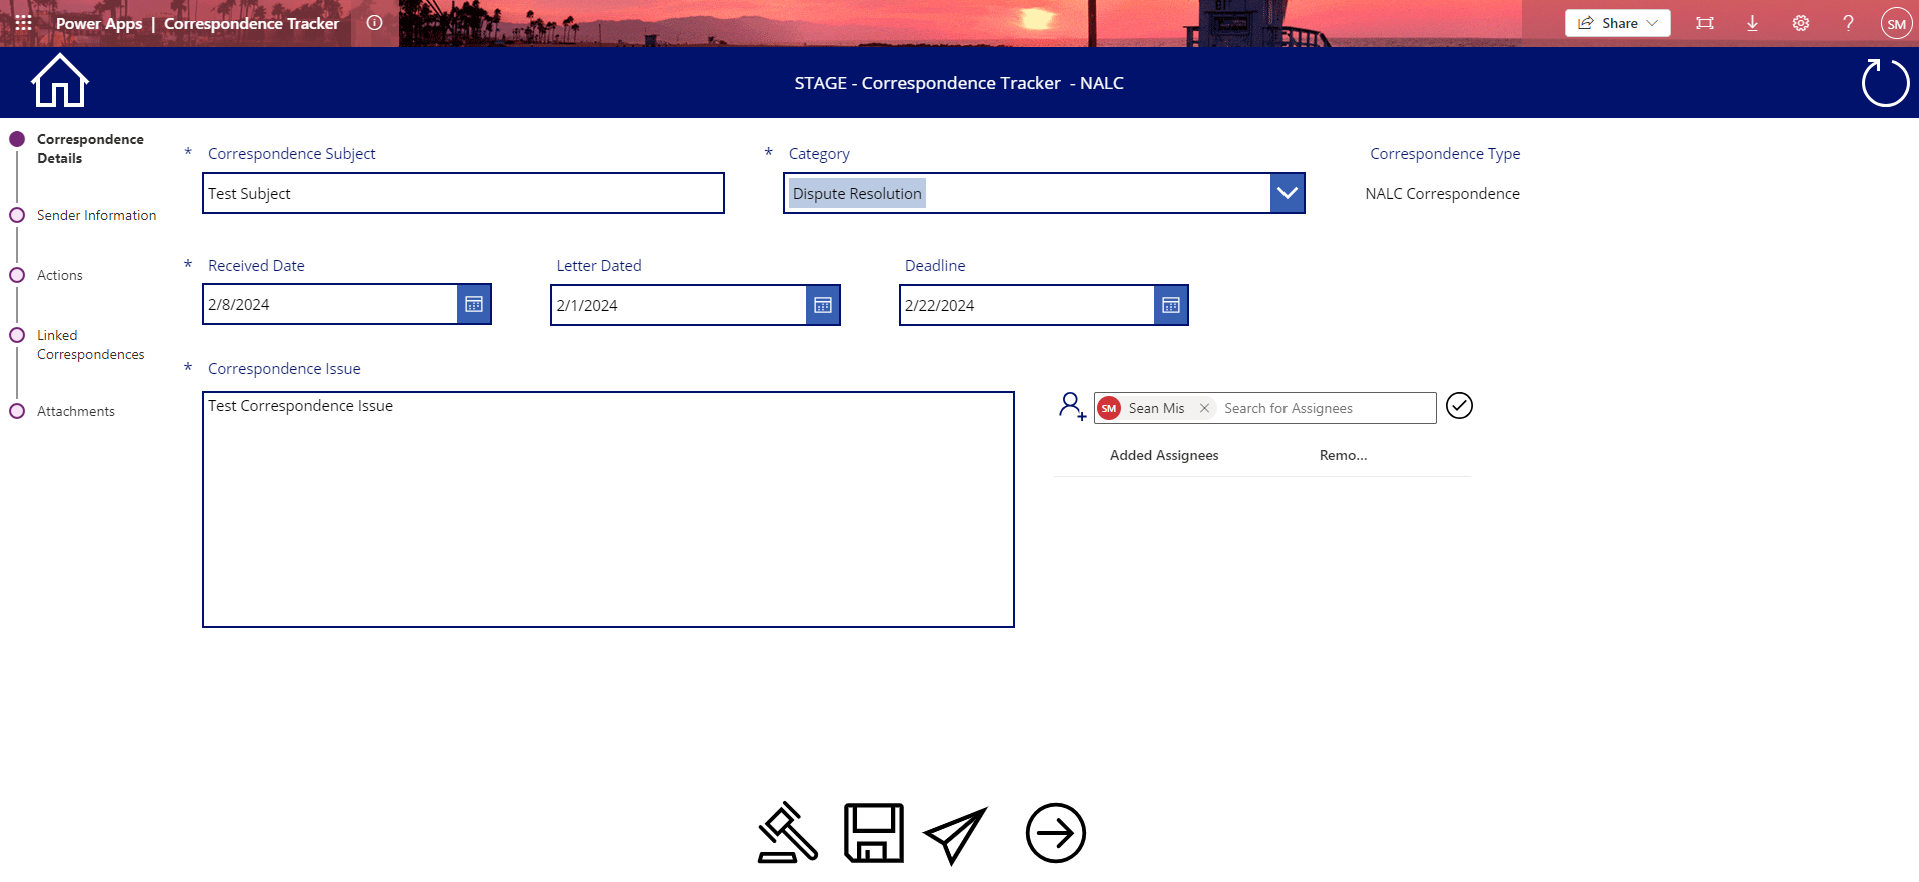 Power Apps | Correspondence Tracker
Share
SM
STAGE - Correspondence Tracker - NALC
Correspondence
Details
Sender Information
Actions
Linked
Correspondences
Attachments
* Correspondence Subject
Test Subject
* Category
Dispute Resolution
Correspondence Type
NALC Correspondence
* Received Date
2/8/2024
Letter Dated
2/1/2024
Deadline
2/22/2024
* Correspondence Issue
Test Correspondence Issue
SM Sean Mis Search for Assignees
Added Assignees Remo...